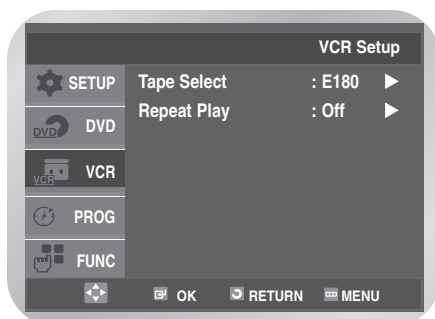 VCR Setup
SETUP
Tape Select : E180 ►
Repeat Play : Off ►
DVD DVD
VCR VCR
PROG
FUNC
OK RETURN MENU